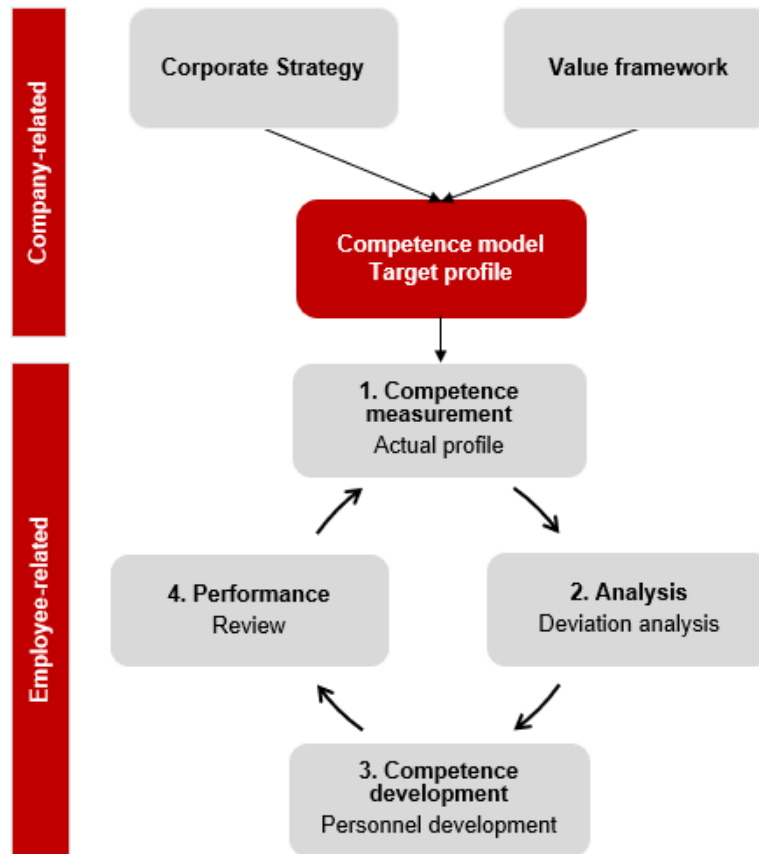 Company-related
Corporate Strategy
Value framework
Competence model
Target profile
Employee-related
1. Competence
measurement
Actual profile
4. Performance
Review
2. Analysis
Deviation analysis
3. Competence
development
Personnel development